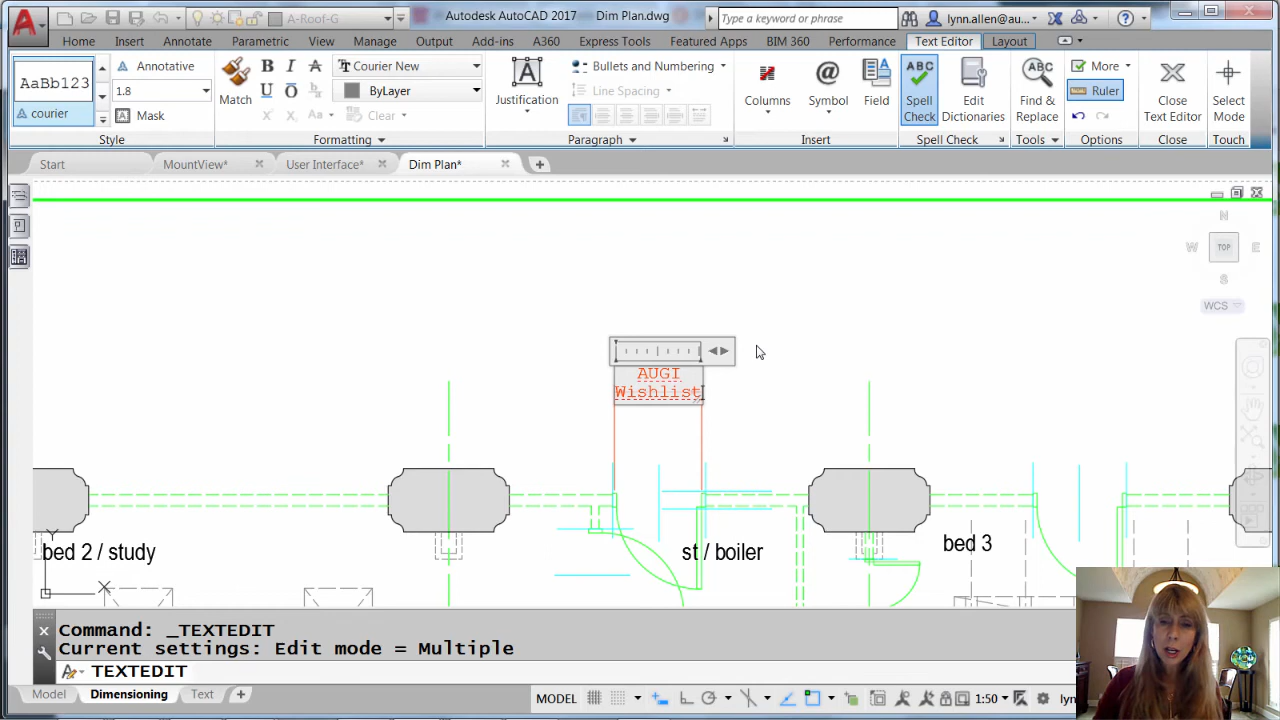 A-Roof-G
Autodesk AutoCAD 2017 Dim Plan.dwg
Type a keyword or phrase
lynn.allen@au...
Home Insert Annotate Parametric View Manage Output Add-ins A360 Express Tools Featured Apps BIM 360 Performance Text Editor Layout
AaBb123
courier
Annotative
1.8
Mask
Style
Match
B I A
U O
Courier New
ByLayer
Aa
Clear
Formatting
A
Justification
Bullets and Numbering
Line Spacing
Paragraph
Columns
@
Symbol
Field
Insert
ABC
Spell
Check
Edit
Dictionaries
Spell Check
ABC
Find &
Replace
Tools
More
Ruler
Options
Close
Text Editor
Close
Select
Mode
Touch
Start MountView* User Interface* Dim Plan*
N
W TOP E
S
WCS
AUGI
Wishlist
bed 2 / study
st / boiler
bed 3
Y
X
Command: _TEXTEDIT
Current settings: Edit mode = Multiple
TEXTEDIT
Model Dimensioning Text
MODEL
1:50
lyn